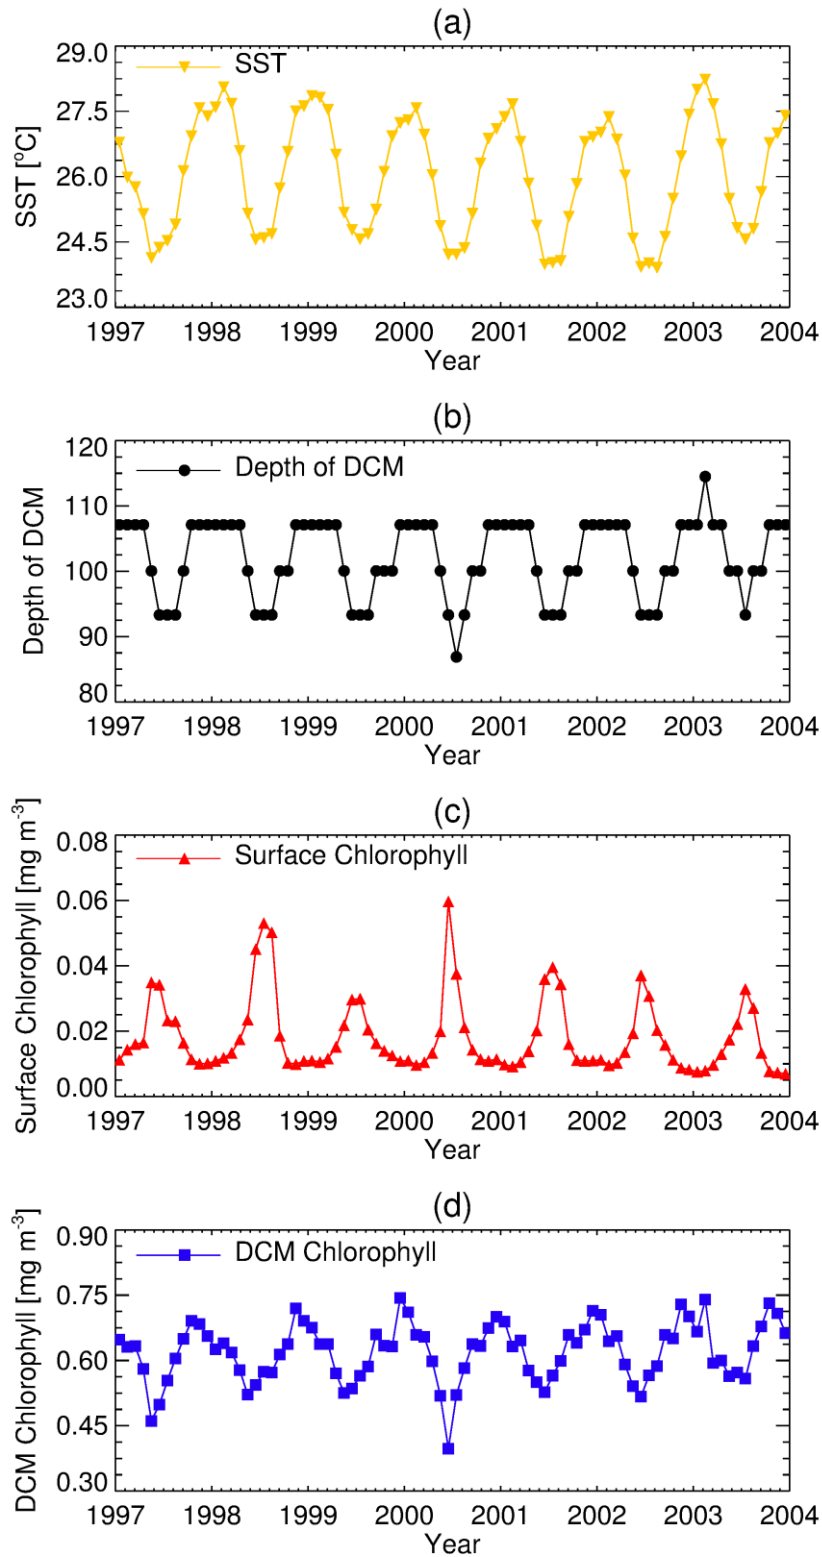 (a)
SST
29.0
27.5
26.0
24.5
23.0
SST [°C]
1997 1998 1999 2000 2001 2002 2003 2004
Year
(b)
Depth of DCM
120
110
100
90
80
Depth of DCM
1997 1998 1999 2000 2001 2002 2003 2004
Year
(c)
Surface Chlorophyll
0.08
0.06
0.04
0.02
0.00
Surface Chlorophyll [mg m⁻³]
1997 1998 1999 2000 2001 2002 2003 2004
Year
(d)
DCM Chlorophyll
0.90
0.75
0.60
0.45
0.30
DCM Chlorophyll [mg m⁻³]
1997 1998 1999 2000 2001 2002 2003 2004
Year